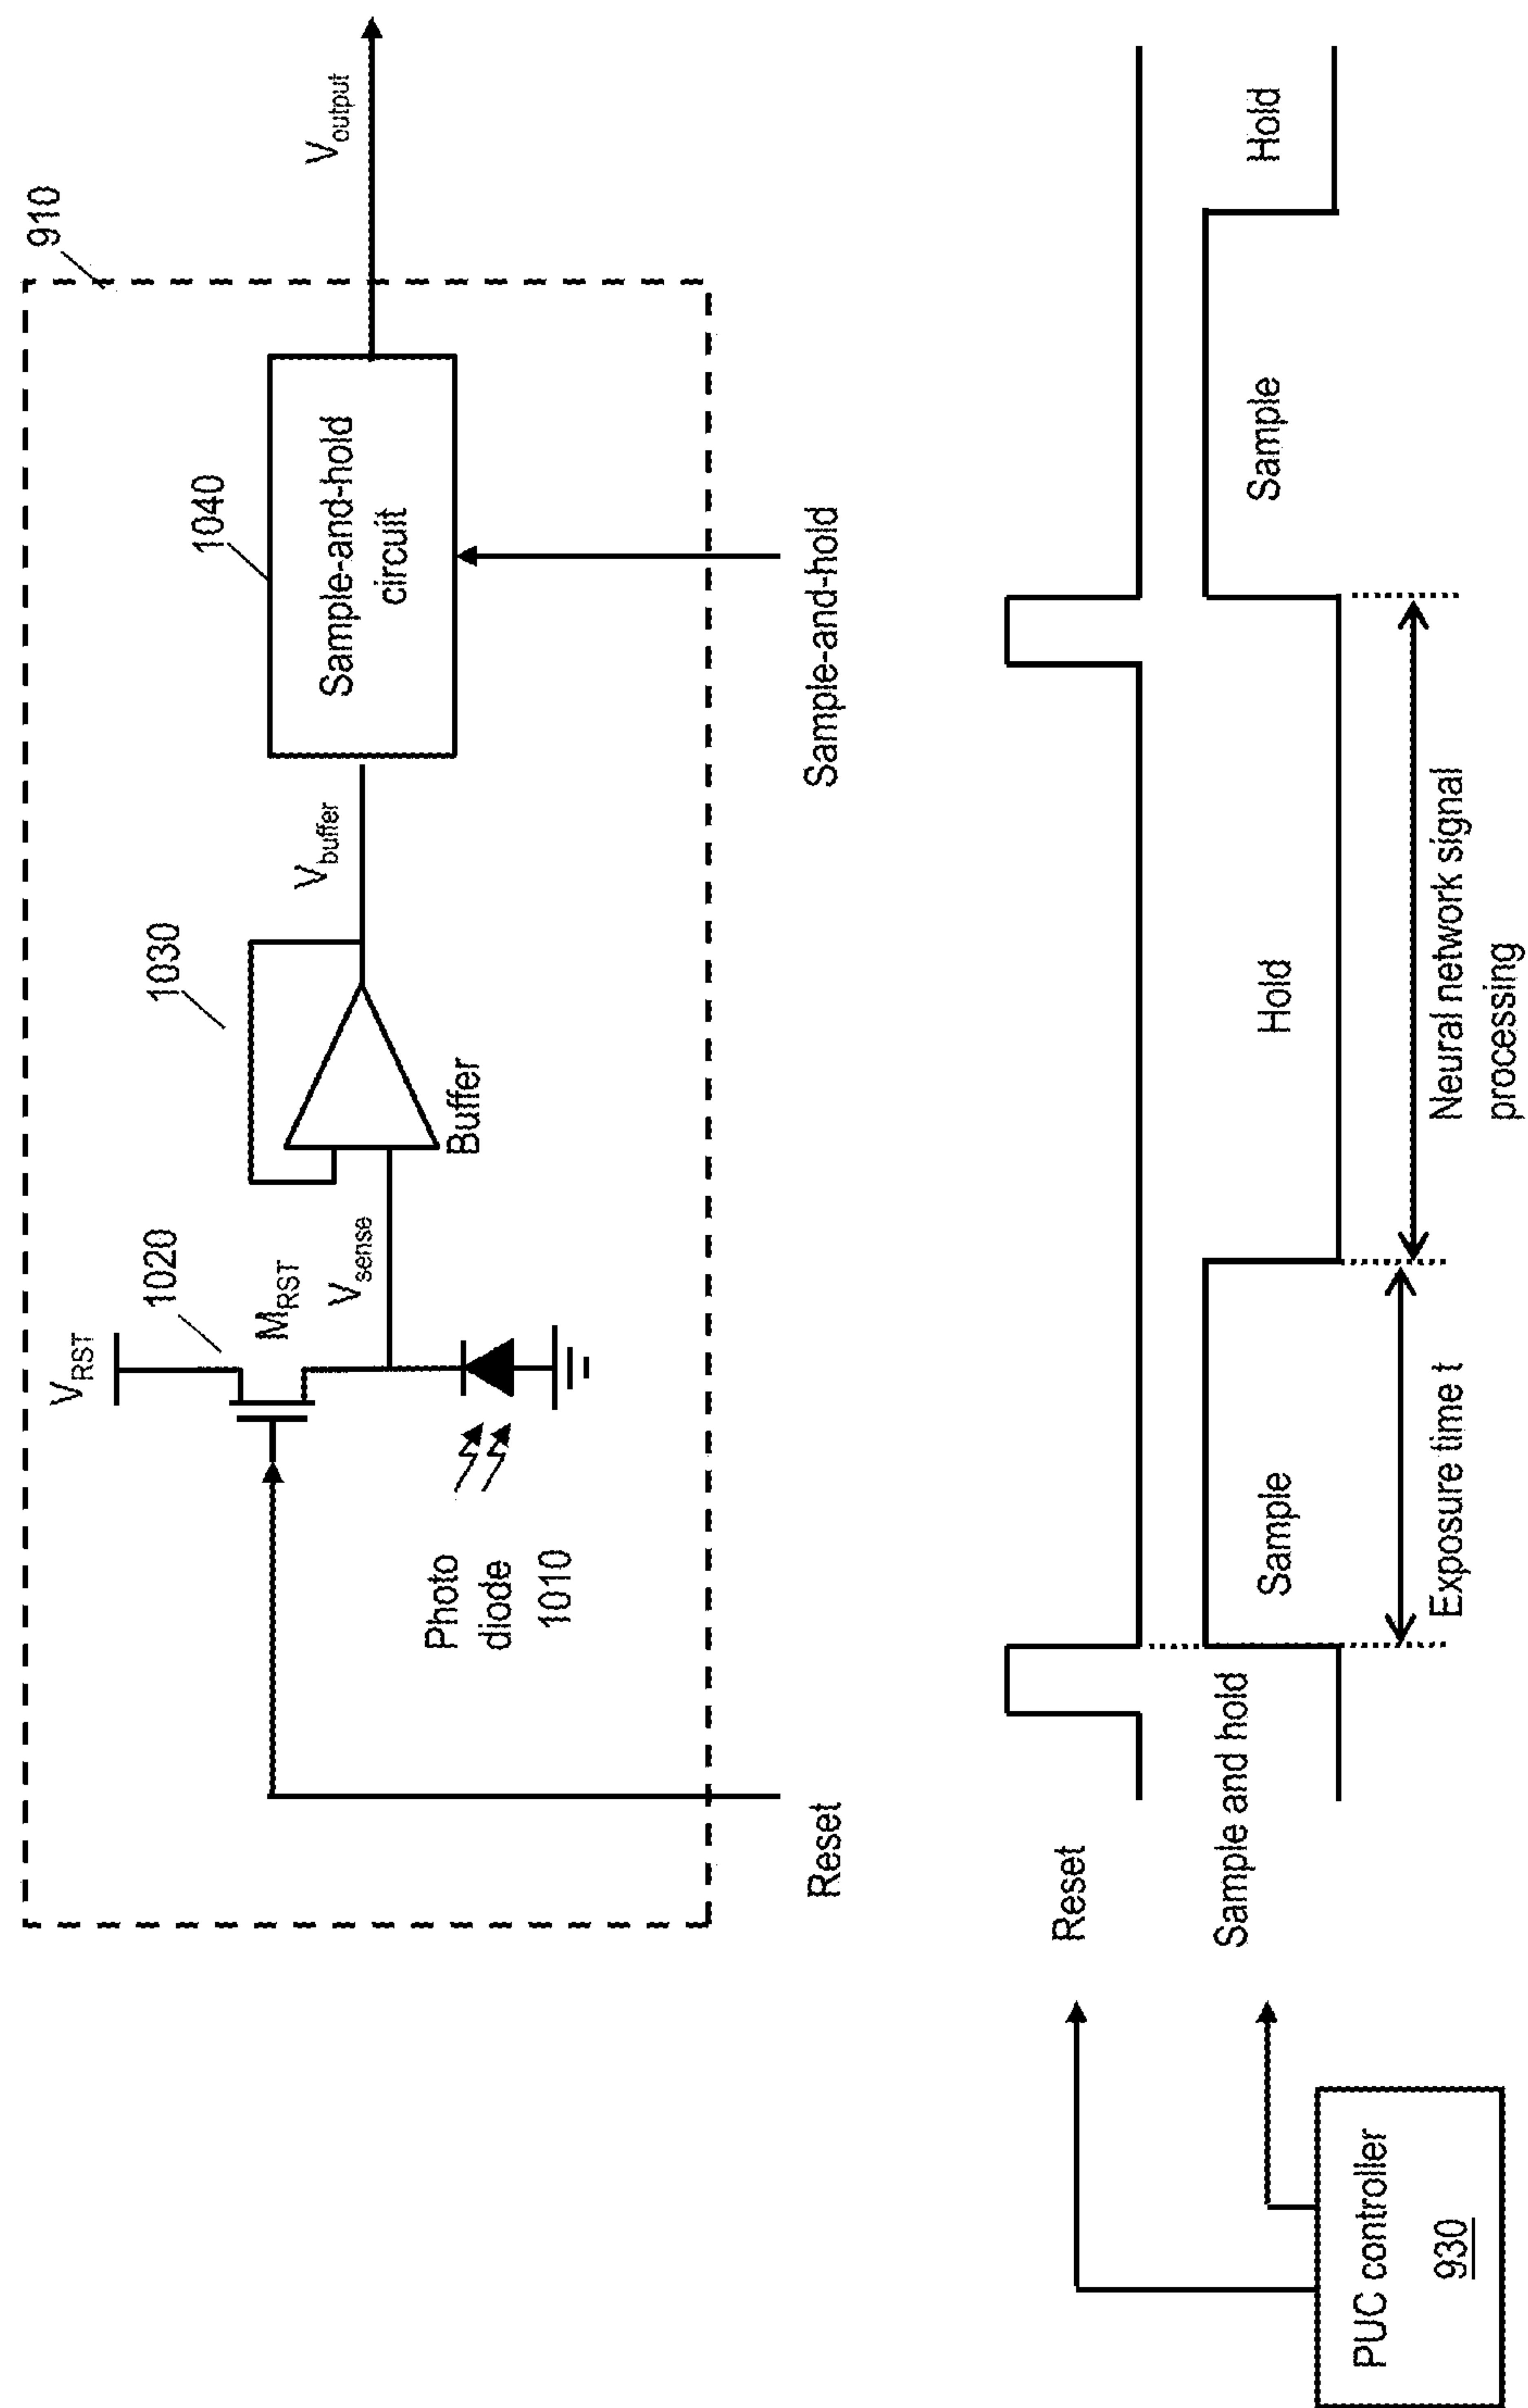 910
V_RST
1020
M_RST
V_sense
1030
Buffer
V_buffer
1040
Sample-and-hold
circuit
V_output
Photo
diode
1010
Reset
Sample-and-hold
Reset
Sample and hold
Sample
Hold
Sample
Hold
Exposure time t
Neural network signal
processing
PUC controller
930